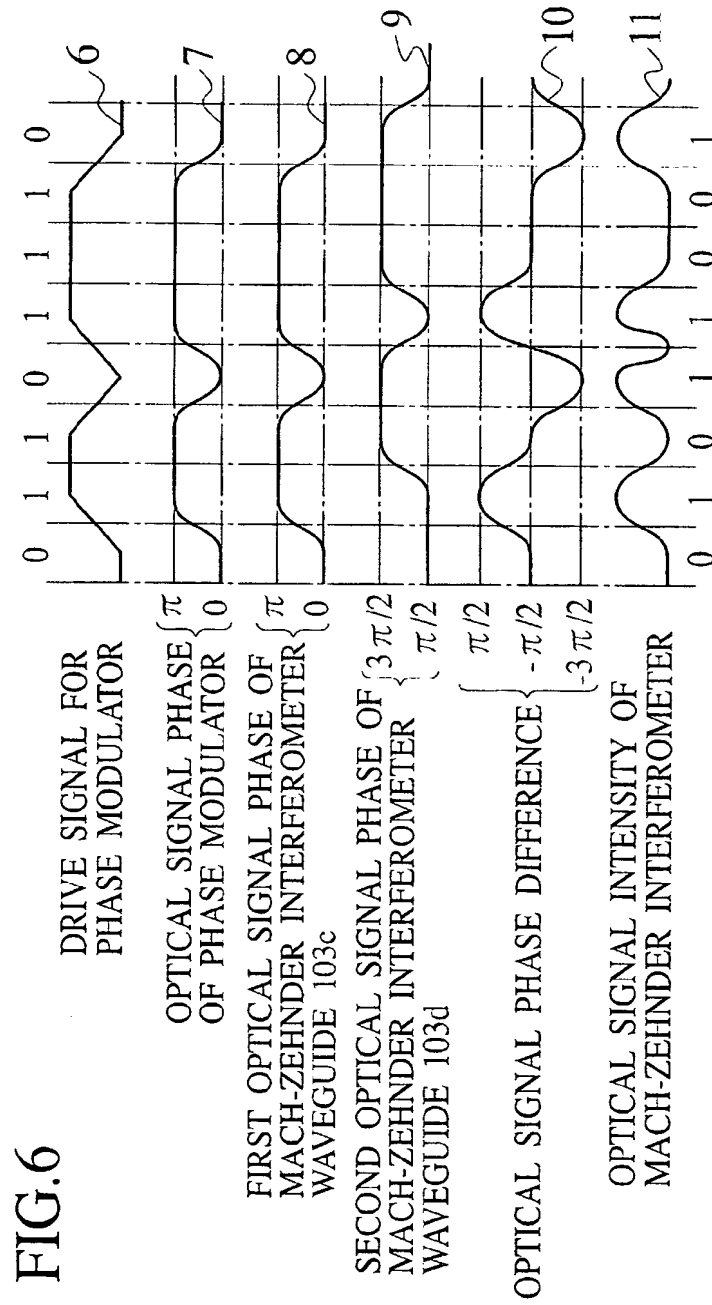 FIG.6
0 1 1 0 1 1 1 0
DRIVE SIGNAL FOR
PHASE MODULATOR
6
OPTICAL SIGNAL PHASE
OF PHASE MODULATOR
π
0
7
FIRST OPTICAL SIGNAL PHASE OF
MACH-ZEHNDER INTERFEROMETER
WAVEGUIDE 103c
π
0
8
SECOND OPTICAL SIGNAL PHASE OF
MACH-ZEHNDER INTERFEROMETER
WAVEGUIDE 103d
3π/2
π/2
9
OPTICAL SIGNAL PHASE DIFFERENCE
π/2
-π/2
-3π/2
10
OPTICAL SIGNAL INTENSITY OF
MACH-ZEHNDER INTERFEROMETER
11
0 1 0 1 1 0 0 1